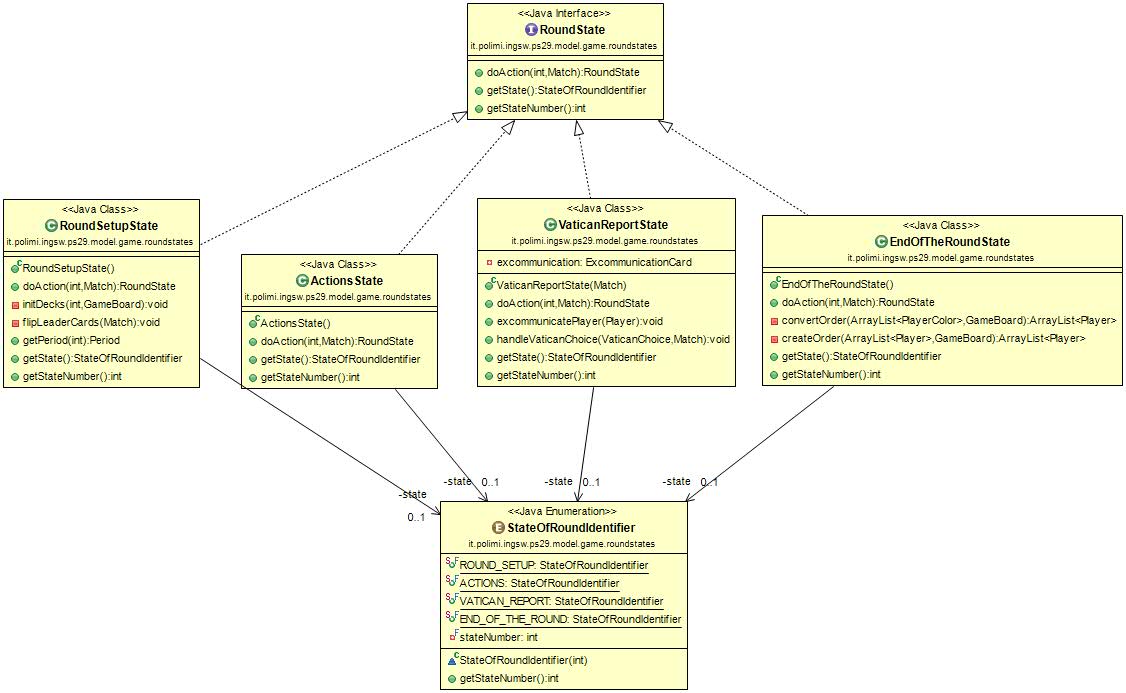 <<Java Interface>>
RoundState
it.polimi.ingsw.ps29.model.game.roundstates
doAction(int,Match):RoundState
getState():StateOfRoundIdentifier
getStateNumber():int
<<Java Class>>
RoundSetupState
it.polimi.ingsw.ps29.model.game.roundstates
RoundSetupState()
doAction(int,Match):RoundState
initDecks(int,GameBoard):void
flipLeaderCards(Match):void
getPeriod(int):Period
getState():StateOfRoundIdentifier
getStateNumber():int
<<Java Class>>
ActionsState
it.polimi.ingsw.ps29.model.game.roundstates
ActionsState()
doAction(int,Match):RoundState
getState():StateOfRoundIdentifier
getStateNumber():int
<<Java Class>>
VaticanReportState
it.polimi.ingsw.ps29.model.game.roundstates
excommunication: ExcommunicationCard
VaticanReportState(Match)
doAction(int,Match):RoundState
excommunicatePlayer(Player):void
handleVaticanChoice(VaticanChoice,Match):void
getState():StateOfRoundIdentifier
getStateNumber():int
<<Java Class>>
EndOfTheRoundState
it.polimi.ingsw.ps29.model.game.roundstates
EndOfTheRoundState()
doAction(int,Match):RoundState
convertOrder(ArrayList<PlayerColor>,GameBoard):ArrayList<Player>
createOrder(ArrayList<Player>,GameBoard):ArrayList<Player>
getState():StateOfRoundIdentifier
getStateNumber():int
-state
0..1
-state 0..1
-state 0..1
-state 0..1
<<Java Enumeration>>
StateOfRoundIdentifier
it.polimi.ingsw.ps29.model.game.roundstates
ROUND_SETUP: StateOfRoundIdentifier
ACTIONS: StateOfRoundIdentifier
VATICAN_REPORT: StateOfRoundIdentifier
END_OF_THE_ROUND: StateOfRoundIdentifier
stateNumber: int
StateOfRoundIdentifier(int)
getStateNumber():int